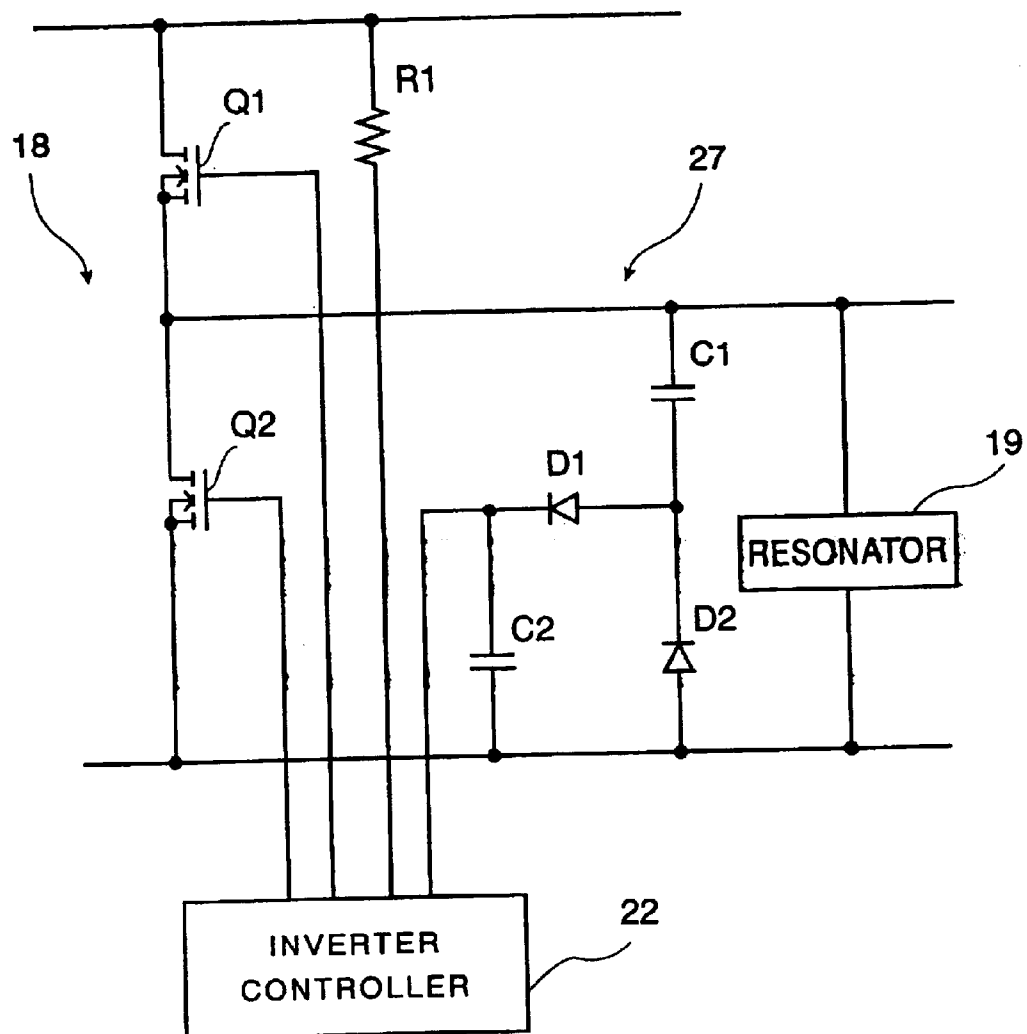 R1
Q1
18
27
C1
Q2
D1
19
RESONATOR
C2
D2
22
INVERTER
CONTROLLER